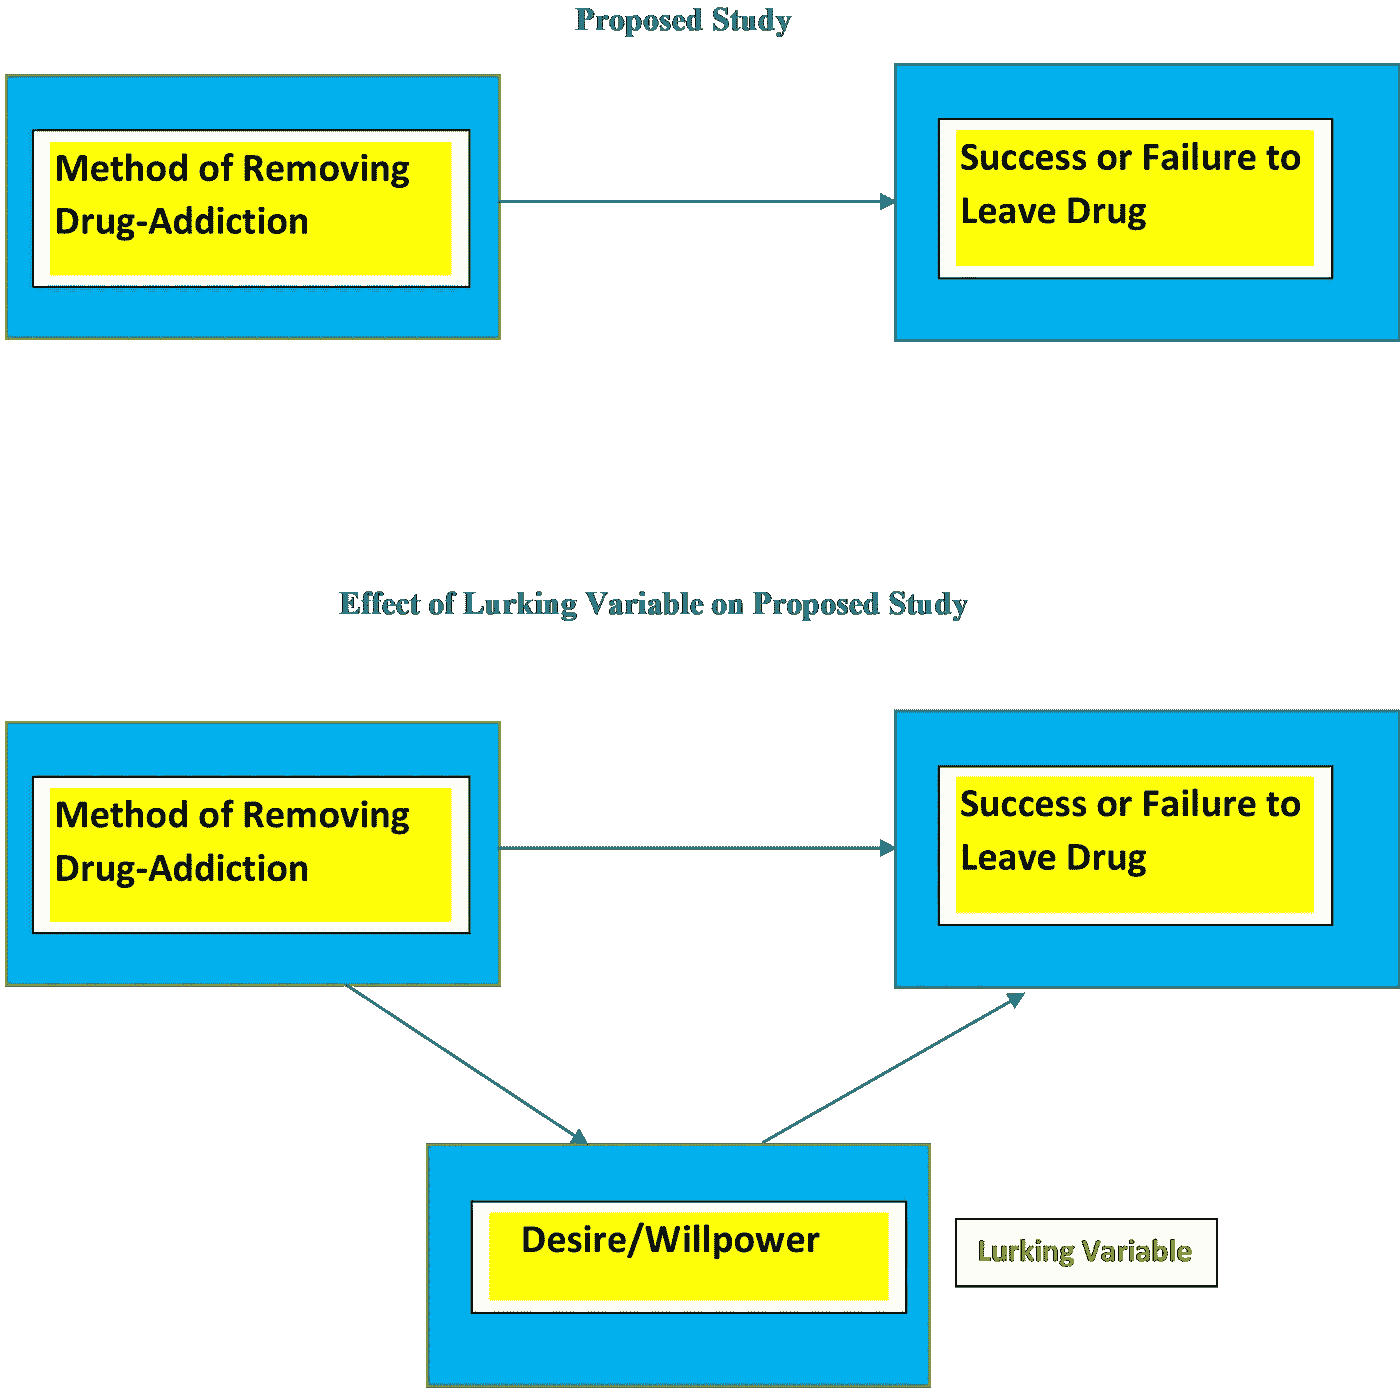 Proposed Study
Method of Removing
Drug-Addiction
Success or Failure to
Leave Drug
Effect of Lurking Variable on Proposed Study
Method of Removing
Drug-Addiction
Success or Failure to
Leave Drug
Desire/Willpower
Lurking Variable